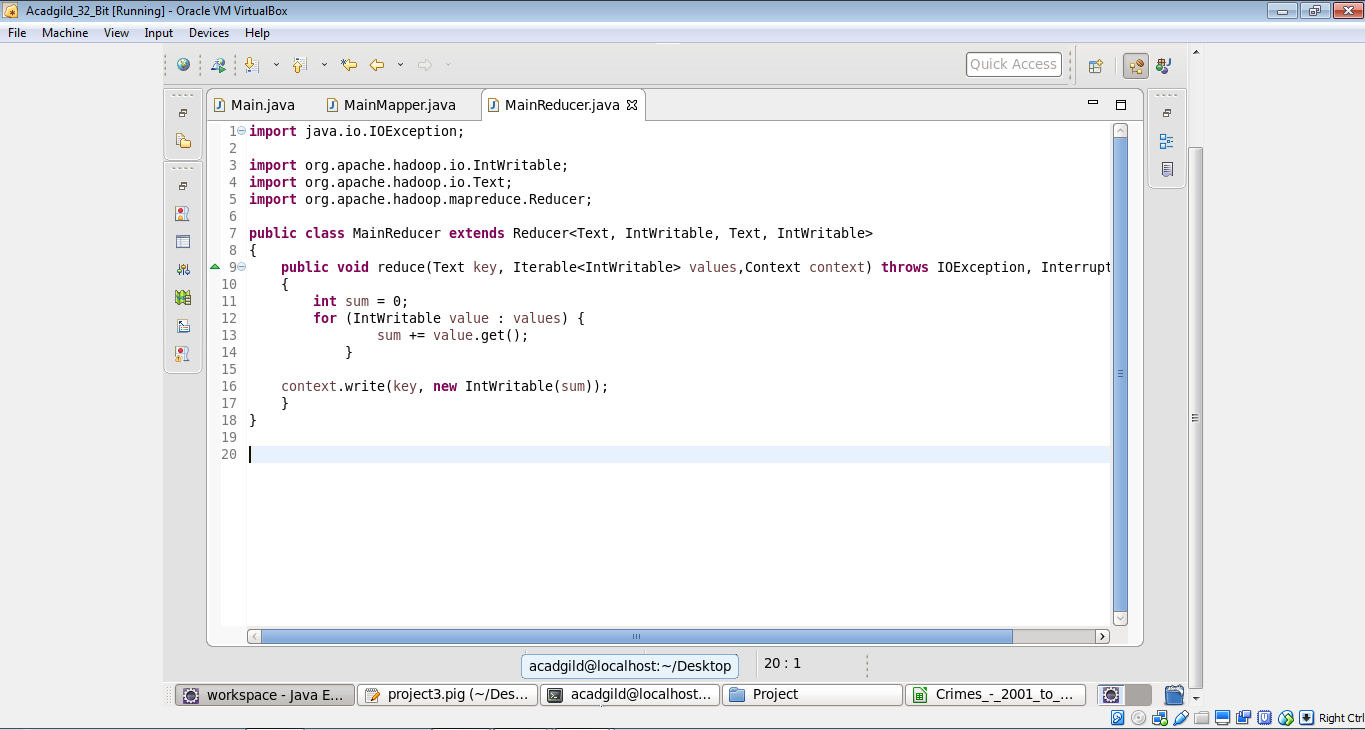 Acadgild_32_Bit [Running] - Oracle VM VirtualBox
File Machine View Input Devices Help
Quick Access
Main.java MainMapper.java MainReducer.java
1 import java.io.IOException;
2
3 import org.apache.hadoop.io.IntWritable;
4 import org.apache.hadoop.io.Text;
5 import org.apache.hadoop.mapreduce.Reducer;
6
7 public class MainReducer extends Reducer<Text, IntWritable, Text, IntWritable>
8 {
9 public void reduce(Text key, Iterable<IntWritable> values,Context context) throws IOException, Interrupt
10 {
11 int sum = 0;
12 for (IntWritable value : values) {
13 sum += value.get();
14 }
15
16 context.write(key, new IntWritable(sum));
17 }
18 }
19
20
acadgild@localhost:~/Desktop 20 : 1
workspace - Java E... project3.pig (~/Des... acadgild@localhost... Project Crimes_-_2001_to_...
Right Ctrl